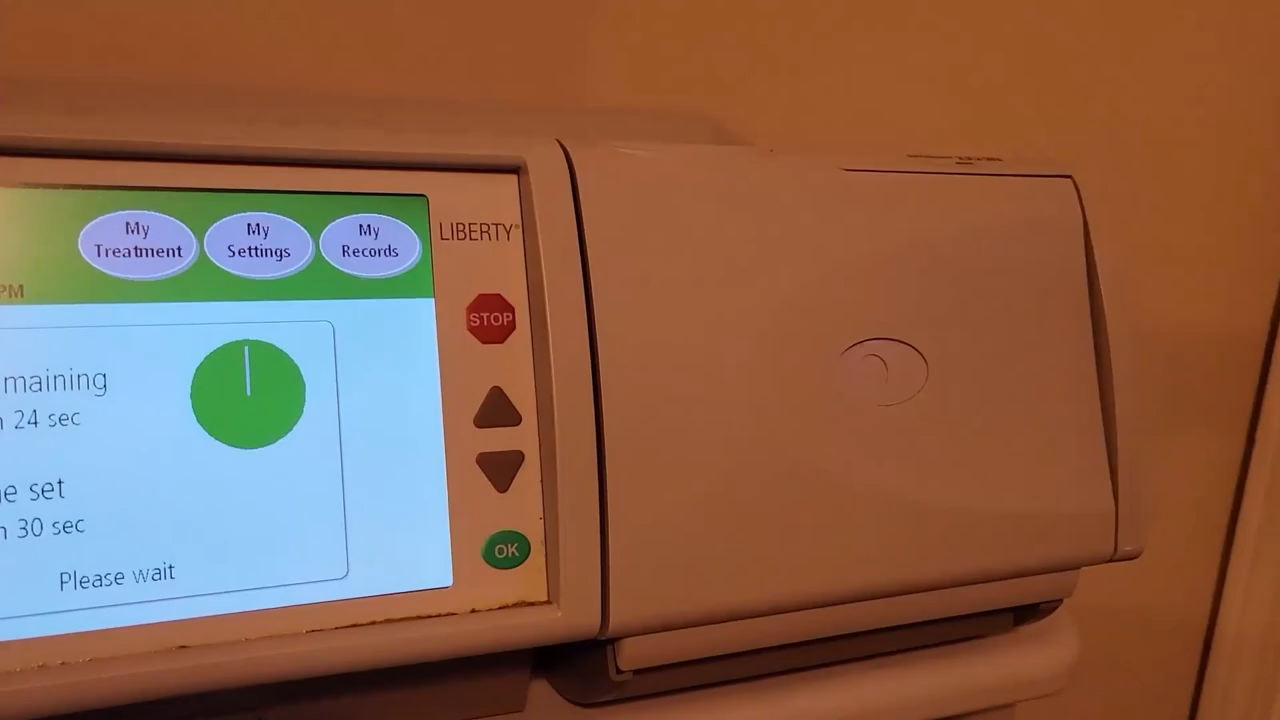 My Treatment
My Settings
My Records
LIBERTY®
PM
STOP
maining
24 sec
e set
30 sec
Please wait
OK